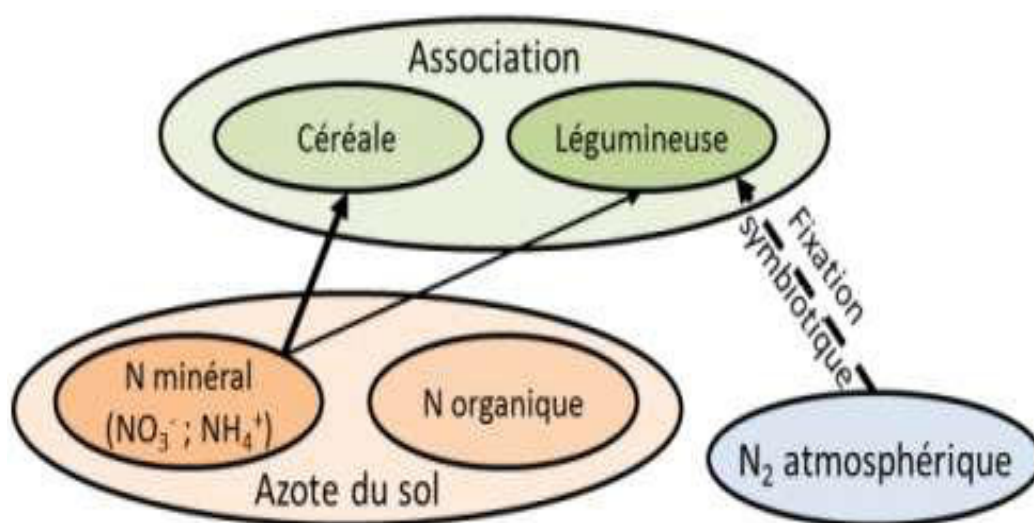 Association
Céréale
Légumineuse
Fixation
symbiotique
N minéral
(NO₃⁻ ; NH₄⁺)
N organique
Azote du sol
N₂ atmosphérique